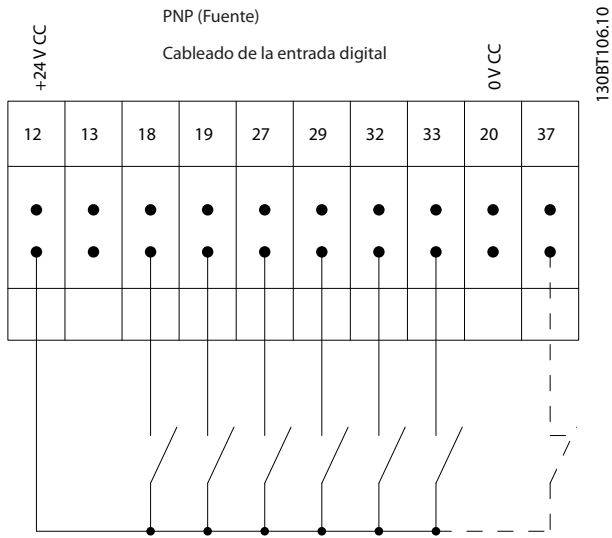 PNP (Fuente)
Cableado de la entrada digital
+24 V CC
0 V CC
130BT106.10
12 13 18 19 27 29 32 33 20 37